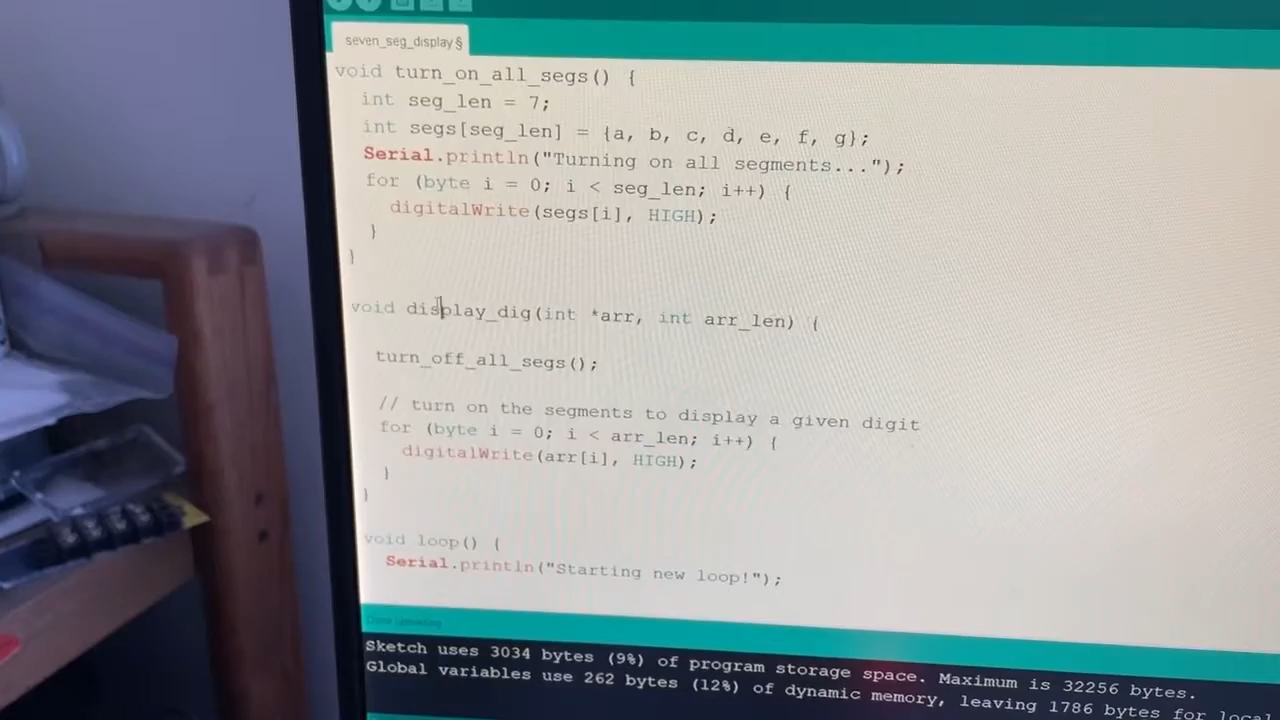 seven_seg_display §
void turn_on_all_segs() {
int seg_len = 7;
int segs[seg_len] = {a, b, c, d, e, f, g};
Serial.println("Turning on all segments...");
for (byte i = 0; i < seg_len; i++) {
digitalWrite(segs[i], HIGH);
}
}
void display_dig(int *arr, int arr_len) {
turn_off_all_segs();
// turn on the segments to display a given digit
for (byte i = 0; i < arr_len; i++) {
digitalWrite(arr[i], HIGH);
}
}
void loop() {
Serial.println("Starting new loop!");
Done uploading
Sketch uses 3034 bytes (9%) of program storage space. Maximum is 32256 bytes.
Global variables use 262 bytes (12%) of dynamic memory, leaving 1786 bytes for local